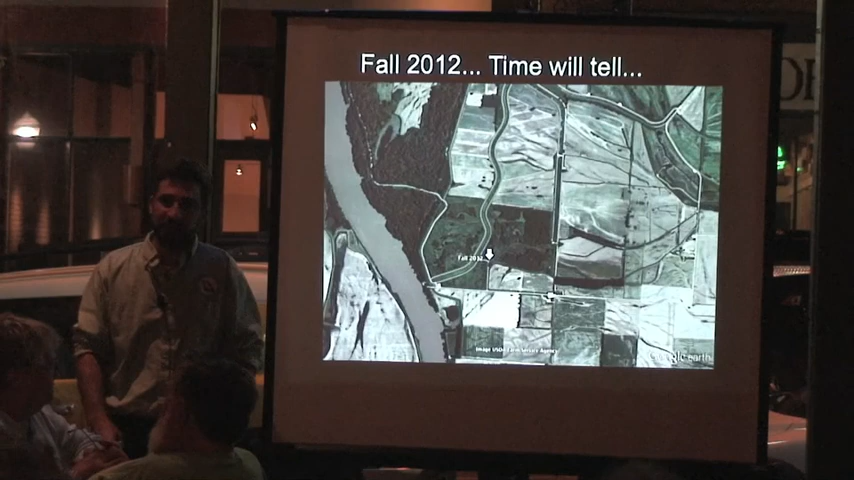 Fall 2012... Time will tell...
Fall 2012
Image USDA Farm Service Agency
Google earth